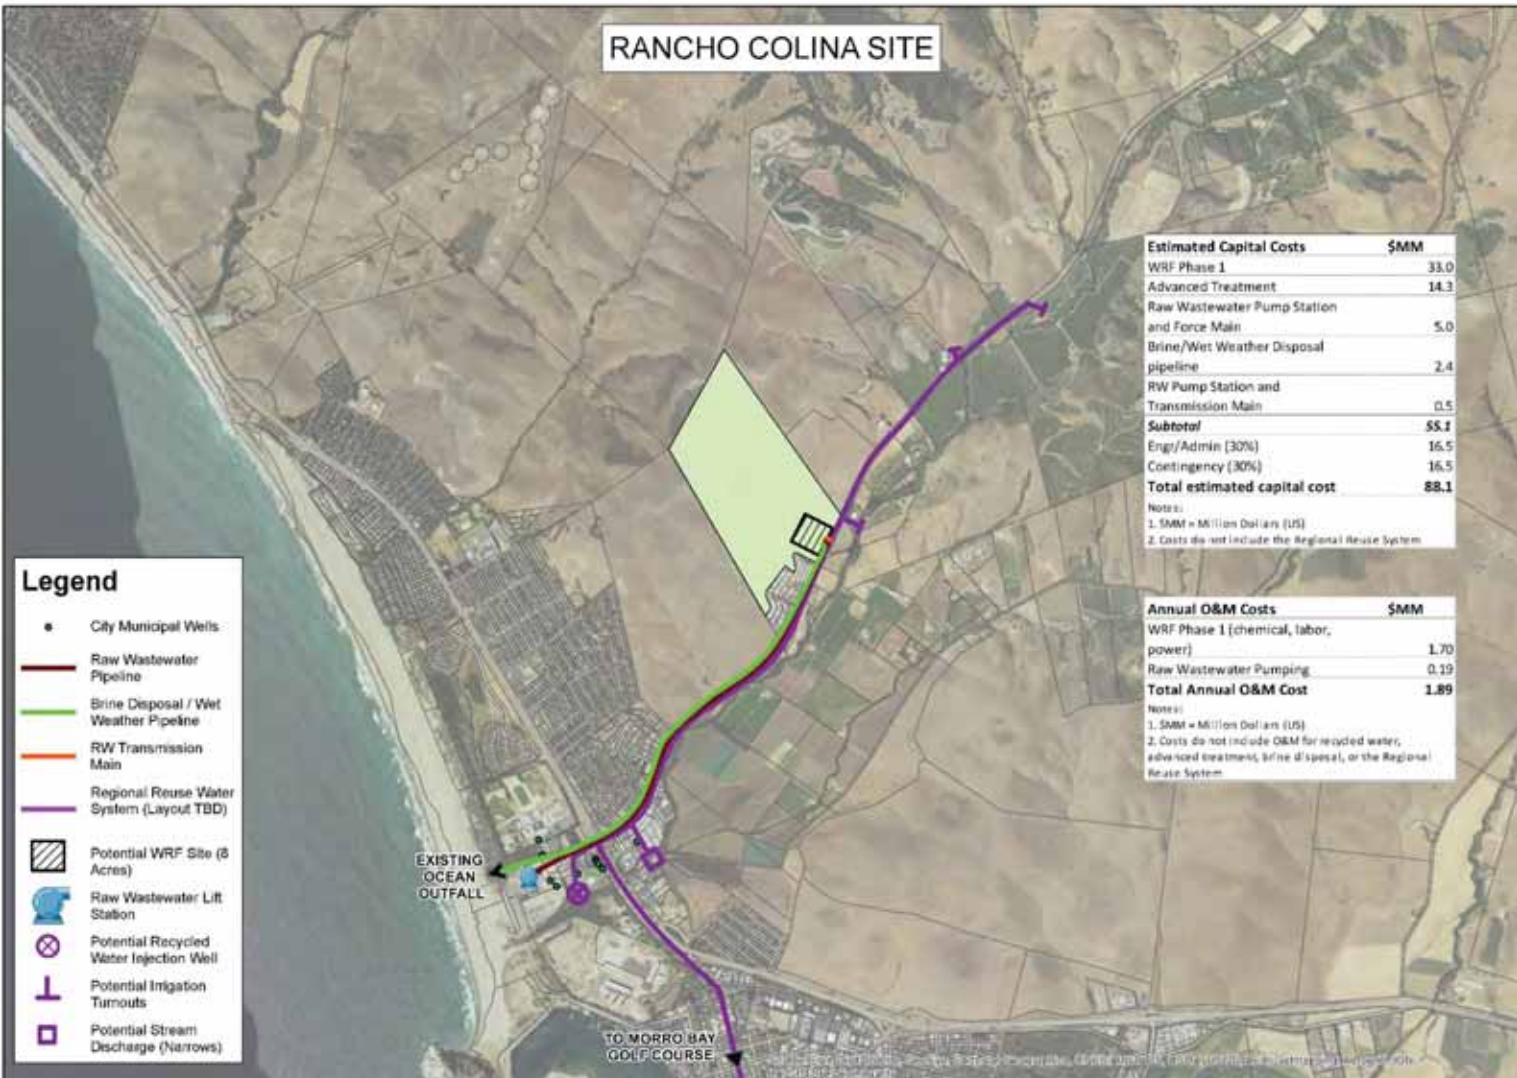 RANCHO COLINA SITE
Estimated Capital Costs $MM
WRF Phase 1 33.0
Advanced Treatment 14.3
Raw Wastewater Pump Station
and Force Main 5.0
Brine/Wet Weather Disposal
pipeline 2.4
RW Pump Station and
Transmission Main 0.5
Subtotal 55.1
Engr/Admin (30%) 16.5
Contingency (30%) 16.5
Total estimated capital cost 88.1
Notes:
1. $MM = Million Dollars (US)
2. Costs do not include the Regional Reuse System
Annual O&M Costs $MM
WRF Phase 1 (chemical, labor,
power) 1.70
Raw Wastewater Pumping 0.19
Total Annual O&M Cost 1.89
Notes:
1. $MM = Million Dollars (US)
2. Costs do not include O&M for recycled water,
advanced treatment, brine disposal, or the Regional
Reuse System
Legend
City Municipal Wells
Raw Wastewater
Pipeline
Brine Disposal / Wet
Weather Pipeline
RW Transmission
Main
Regional Reuse Water
System (Layout TBD)
Potential WRF Site (8
Acres)
Raw Wastewater Lift
Station
Potential Recycled
Water Injection Well
Potential Irrigation
Turnouts
Potential Stream
Discharge (Narrows)
EXISTING
OCEAN
OUTFALL
TO MORRO BAY
GOLF COURSE